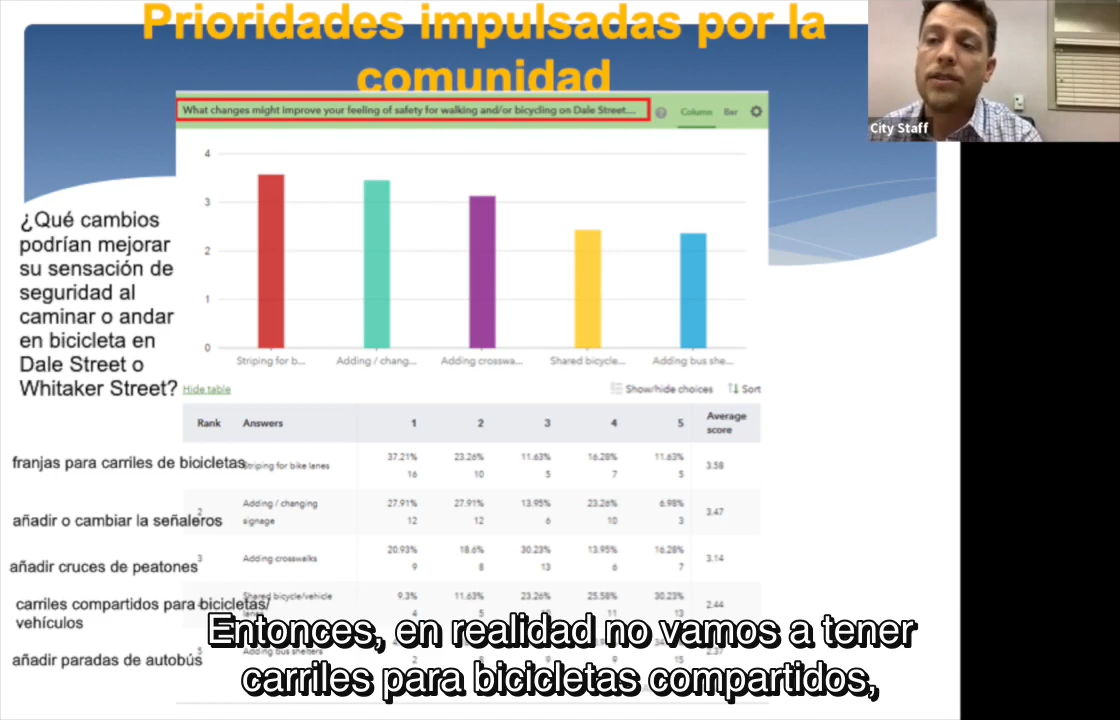 Prioridades impulsadas por la
comunidad
What changes might improve your feeling of safety for walking and/or bicycling on Dale Street....
Column
Bar
City Staff
4
3
2
1
0
Striping for b...
Adding / chang...
Adding crosswa...
Shared bicycle...
Adding bus she...
¿Qué cambios
podrían mejorar
su sensación de
seguridad al
caminar o andar
en bicicleta en
Dale Street o
Whitaker Street?
Hide table
Show/hide choices
Sort
Rank Answers 1 2 3 4 5 Average
score
franjas para carriles de bicicletas
Striping for bike lanes
37.21% 23.26% 11.63% 16.28% 11.63%
16 10 5 7 5
3.58
añadir o cambiar la señaleros
2
Adding / changing
signage
27.91% 27.91% 13.95% 23.26% 6.98%
12 12 6 10 3
3.47
añadir cruces de peatones
3
Adding crosswalks
20.93% 18.6% 30.23% 13.95% 16.28%
9 8 13 6 7
3.14
carriles compartidos para bicicletas/
vehículos
Shared bicycle/vehicle
lanes
9.3% 11.63% 23.26% 25.58% 30.23%
4 5 11 13
2.44
añadir paradas de autobús
5
Adding bus shelters
2 9 15
2.37
Entonces, en realidad no vamos a tener
carriles para bicicletas compartidos,